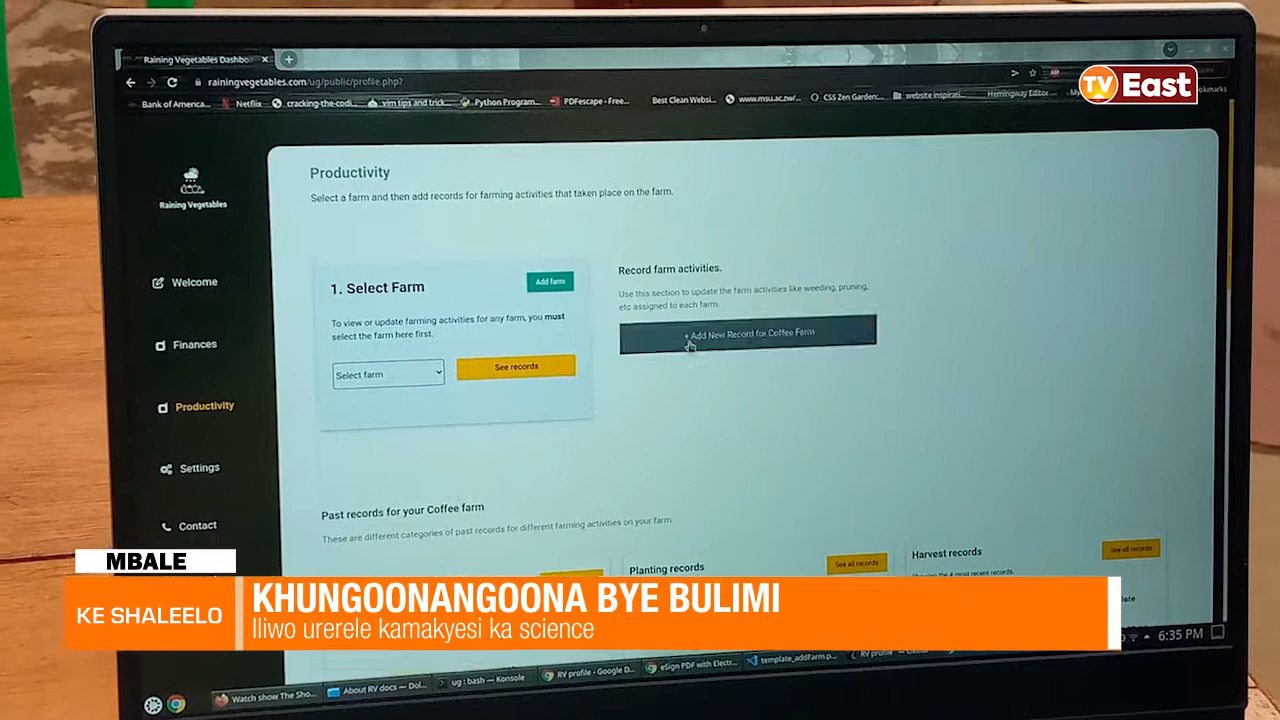 Raining Vegetables Dashbo
rainingvegetables.com/ug/public/profile.php?
TV East
Bank of America...
Netflix
cracking-the-codi...
vim tips and trick...
Python Program...
PDFescape - Free...
Best Clean Websi...
www.msu.ac.zw/...
CSS Zen Garden:...
website inspirati...
Hemingway Editor...
Raining Vegetables
Welcome
Finances
Productivity
Settings
Contact
Productivity
Select a farm and then add records for farming activities that taken place on the farm.
1. Select Farm
Add farm
To view or update farming activities for any farm, you must
select the farm here first.
Select farm
See records
Record farm activities.
Use this section to update the farm activities like weeding, pruning,
etc assigned to each farm.
+ Add New Record for Coffee Farm
Past records for your Coffee farm
These are different categories of past records for different farming activities on your farm.
Planting records
See all records
Harvest records
See all records
MBALE
KE SHALEELO
KHUNGOONANGOONA BYE BULIMI
Iliwo urerele kamakyesi ka science
6:35 PM
Watch show The Sho...
About RV docs — Dol...
ug : bash — Konsole
RV profile - Google D...
eSign PDF with Electr...
template_addFarm.p...